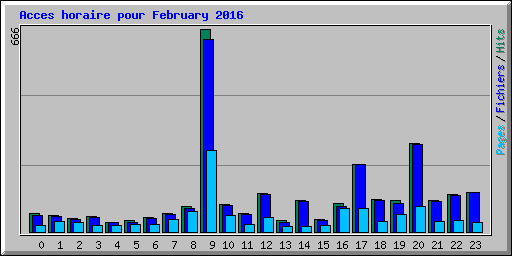 Acces horaire pour February 2016
666
Pages / Fichiers / Hits
0 1 2 3 4 5 6 7 8 9 10 11 12 13 14 15 16 17 18 19 20 21 22 23